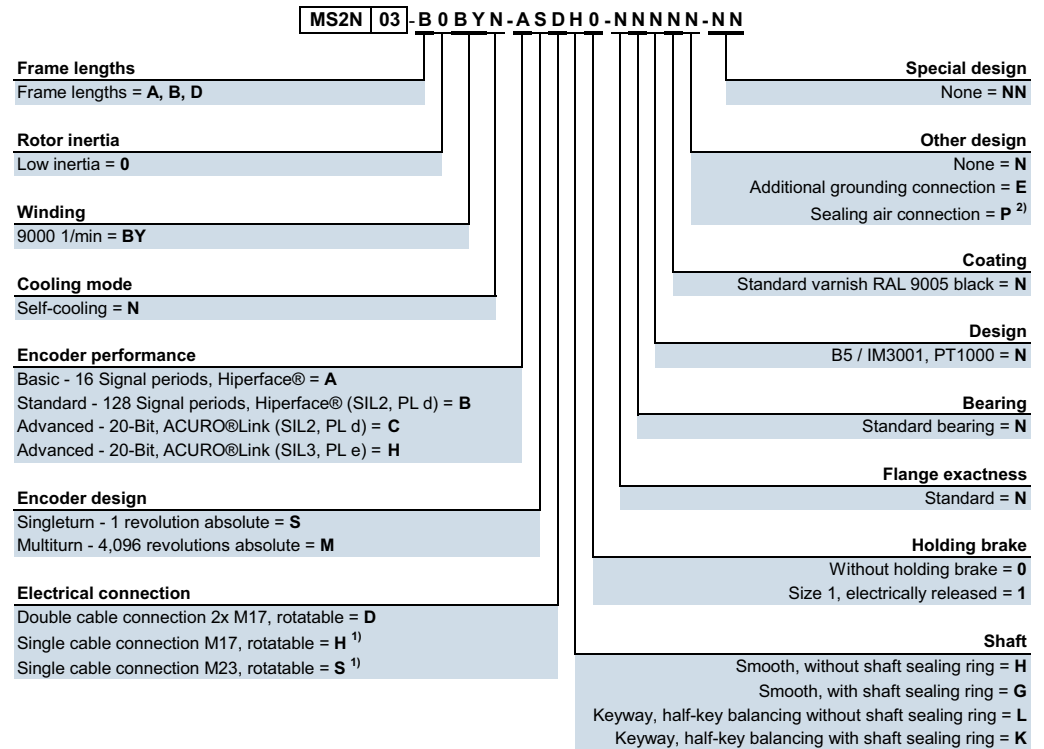 MS2N 03 - B 0 B Y N - A S D H 0 - N N N N N - N N
Frame lengths
Frame lengths = A, B, D
Rotor inertia
Low inertia = 0
Winding
9000 1/min = BY
Cooling mode
Self-cooling = N
Encoder performance
Basic - 16 Signal periods, Hiperface® = A
Standard - 128 Signal periods, Hiperface® (SIL2, PL d) = B
Advanced - 20-Bit, ACURO®Link (SIL2, PL d) = C
Advanced - 20-Bit, ACURO®Link (SIL3, PL e) = H
Encoder design
Singleturn - 1 revolution absolute = S
Multiturn - 4,096 revolutions absolute = M
Electrical connection
Double cable connection 2x M17, rotatable = D
Single cable connection M17, rotatable = H 1)
Single cable connection M23, rotatable = S 1)
Special design
None = NN
Other design
None = N
Additional grounding connection = E
Sealing air connection = P 2)
Coating
Standard varnish RAL 9005 black = N
Design
B5 / IM3001, PT1000 = N
Bearing
Standard bearing = N
Flange exactness
Standard = N
Holding brake
Without holding brake = 0
Size 1, electrically released = 1
Shaft
Smooth, without shaft sealing ring = H
Smooth, with shaft sealing ring = G
Keyway, half-key balancing without shaft sealing ring = L
Keyway, half-key balancing with shaft sealing ring = K